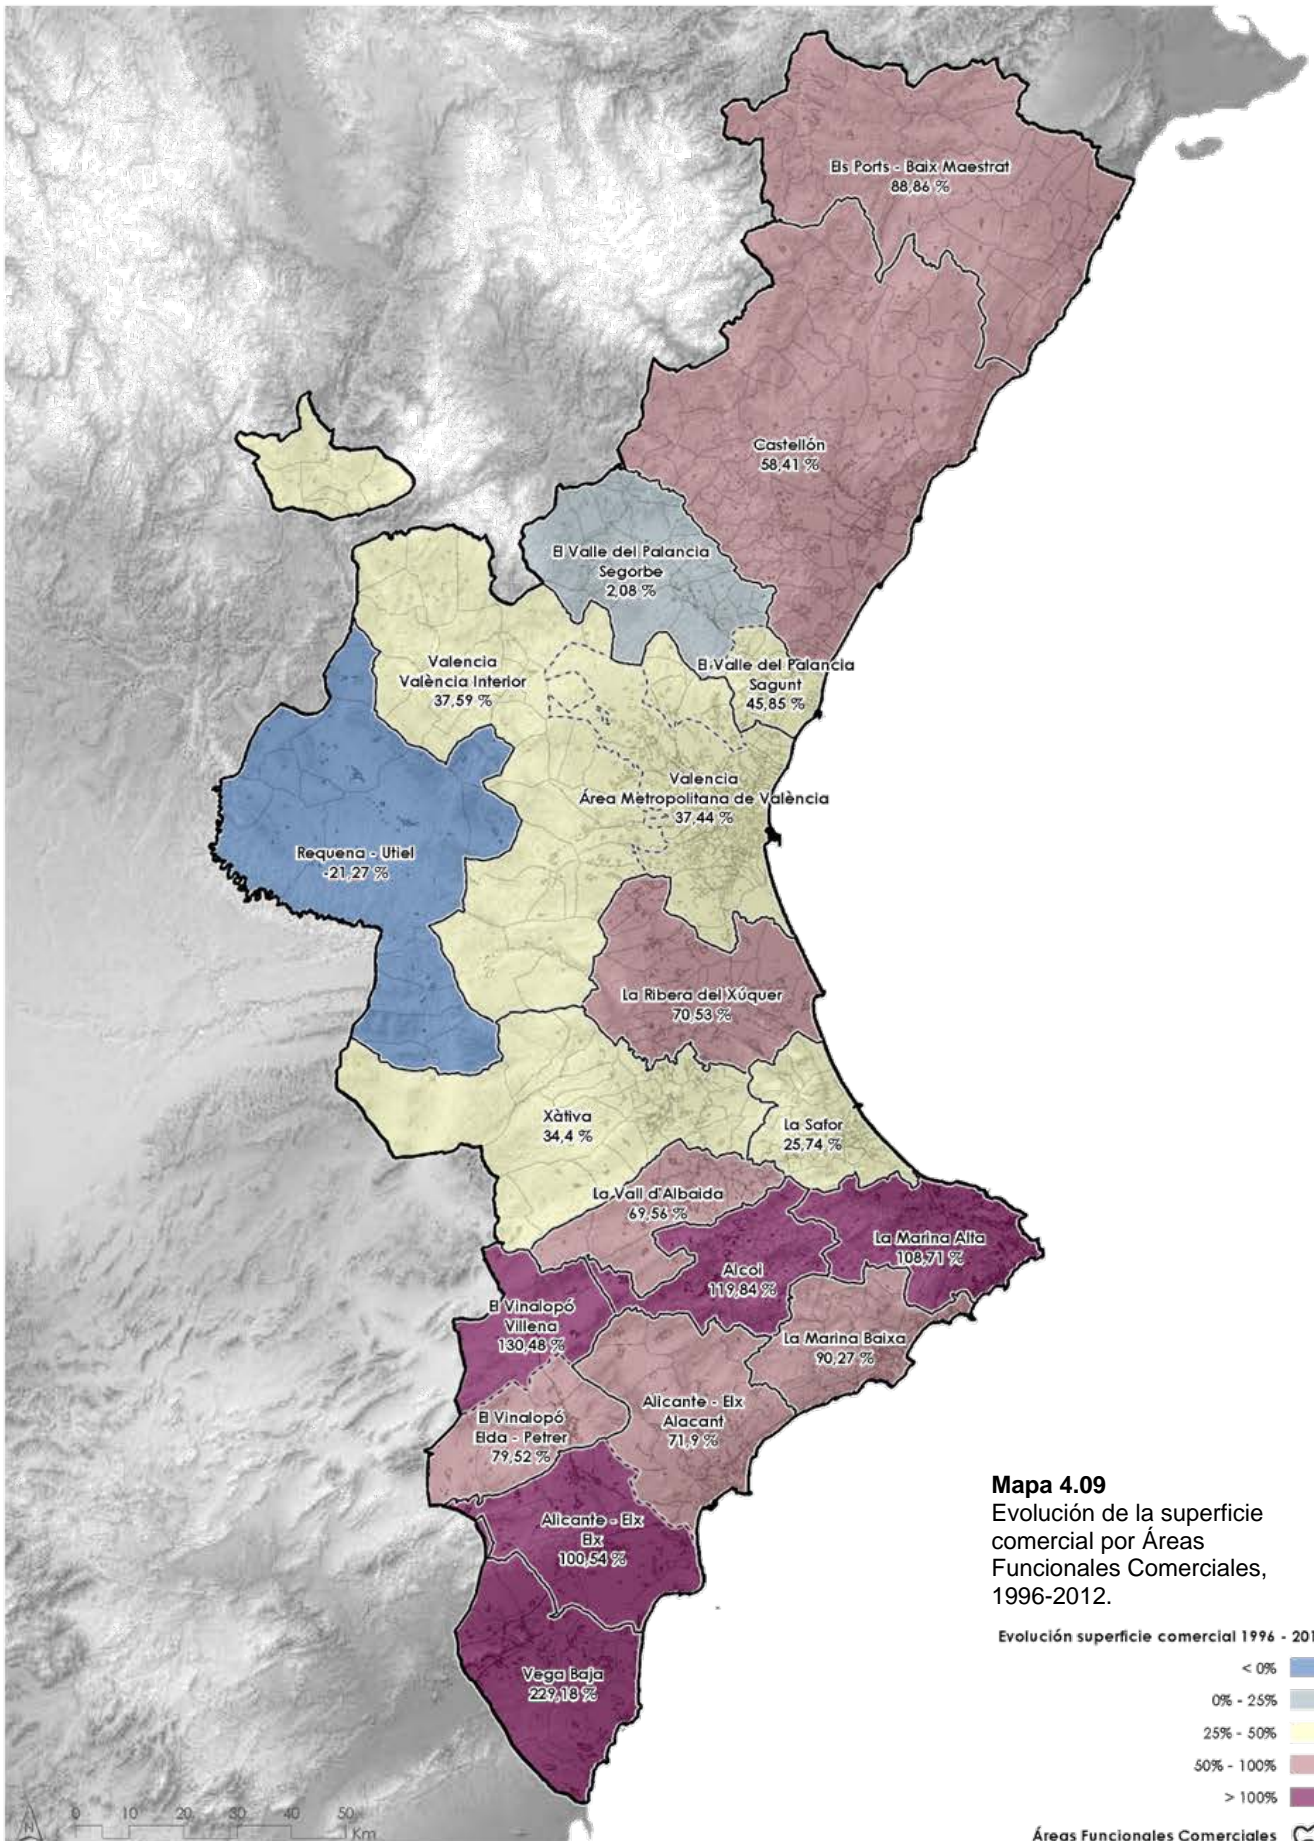 Els Ports - Baix Maestrat
88,86 %
Castellón
58,41 %
El Valle del Palancia
Segorbe
2,08 %
Valencia
València Interior
37,59 %
El Valle del Palancia
Sagunt
45,85 %
Valencia
Área Metropolitana de València
37,44 %
Requena - Utiel
-21,27 %
La Ribera del Xúquer
70,53 %
Xàtiva
34,4 %
La Safor
25,74 %
La Vall d'Albaida
69,56 %
La Marina Alta
108,71 %
Alcoi
119,84 %
El Vinalopó
Villena
130,48 %
La Marina Baixa
90,27 %
Alicante - Elx
Alacant
71,9 %
El Vinalopó
Elda - Petrer
79,52 %
Alicante - Elx
Elx
100,54 %
Vega Baja
229,18 %
Mapa 4.09
Evolución de la superficie
comercial por Áreas
Funcionales Comerciales,
1996-2012.
Evolución superficie comercial 1996 - 201
< 0%
0% - 25%
25% - 50%
50% - 100%
> 100%
Áreas Funcionales Comerciales
N
0 10 20 30 40 50
Km